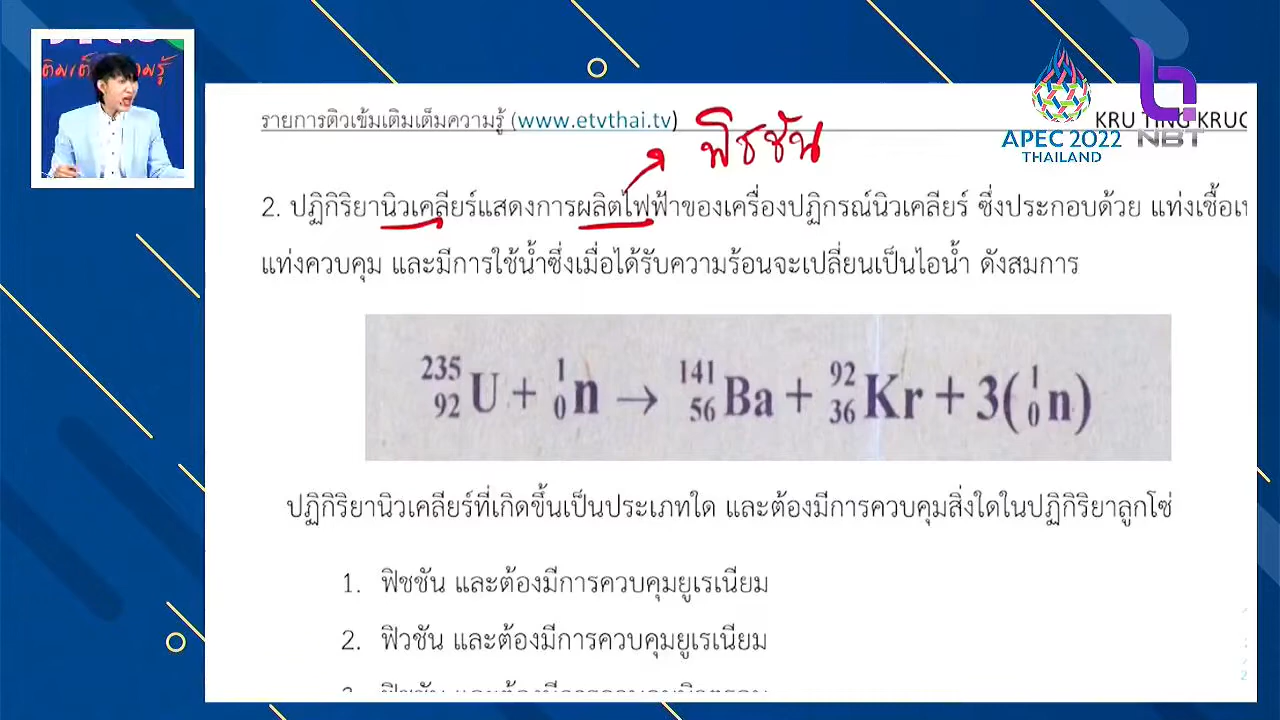 ติมเต็มความรู้
รายการติวเข้มเติมเต็มความรู้ (www.etvthai.tv)
ฟิชชัน
APEC 2022
THAILAND
NBT
KRU TING KRUC
2. ปฏิกิริยานิวเคลียร์แสดงการผลิตไฟฟ้าของเครื่องปฏิกรณ์นิวเคลียร์ ซึ่งประกอบด้วย แท่งเชื้อเ
แท่งควบคุม และมีการใช้น้ำซึ่งเมื่อได้รับความร้อนจะเปลี่ยนเป็นไอน้ำ ดังสมการ
²³⁵₉₂U + ¹₀n → ¹⁴¹₅₆Ba + ⁹²₃₆Kr + 3(¹₀n)
ปฏิกิริยานิวเคลียร์ที่เกิดขึ้นเป็นประเภทใด และต้องมีการควบคุมสิ่งใดในปฏิกิริยาลูกโซ่
1. ฟิชชัน และต้องมีการควบคุมยูเรเนียม
2. ฟิวชัน และต้องมีการควบคุมยูเรเนียม